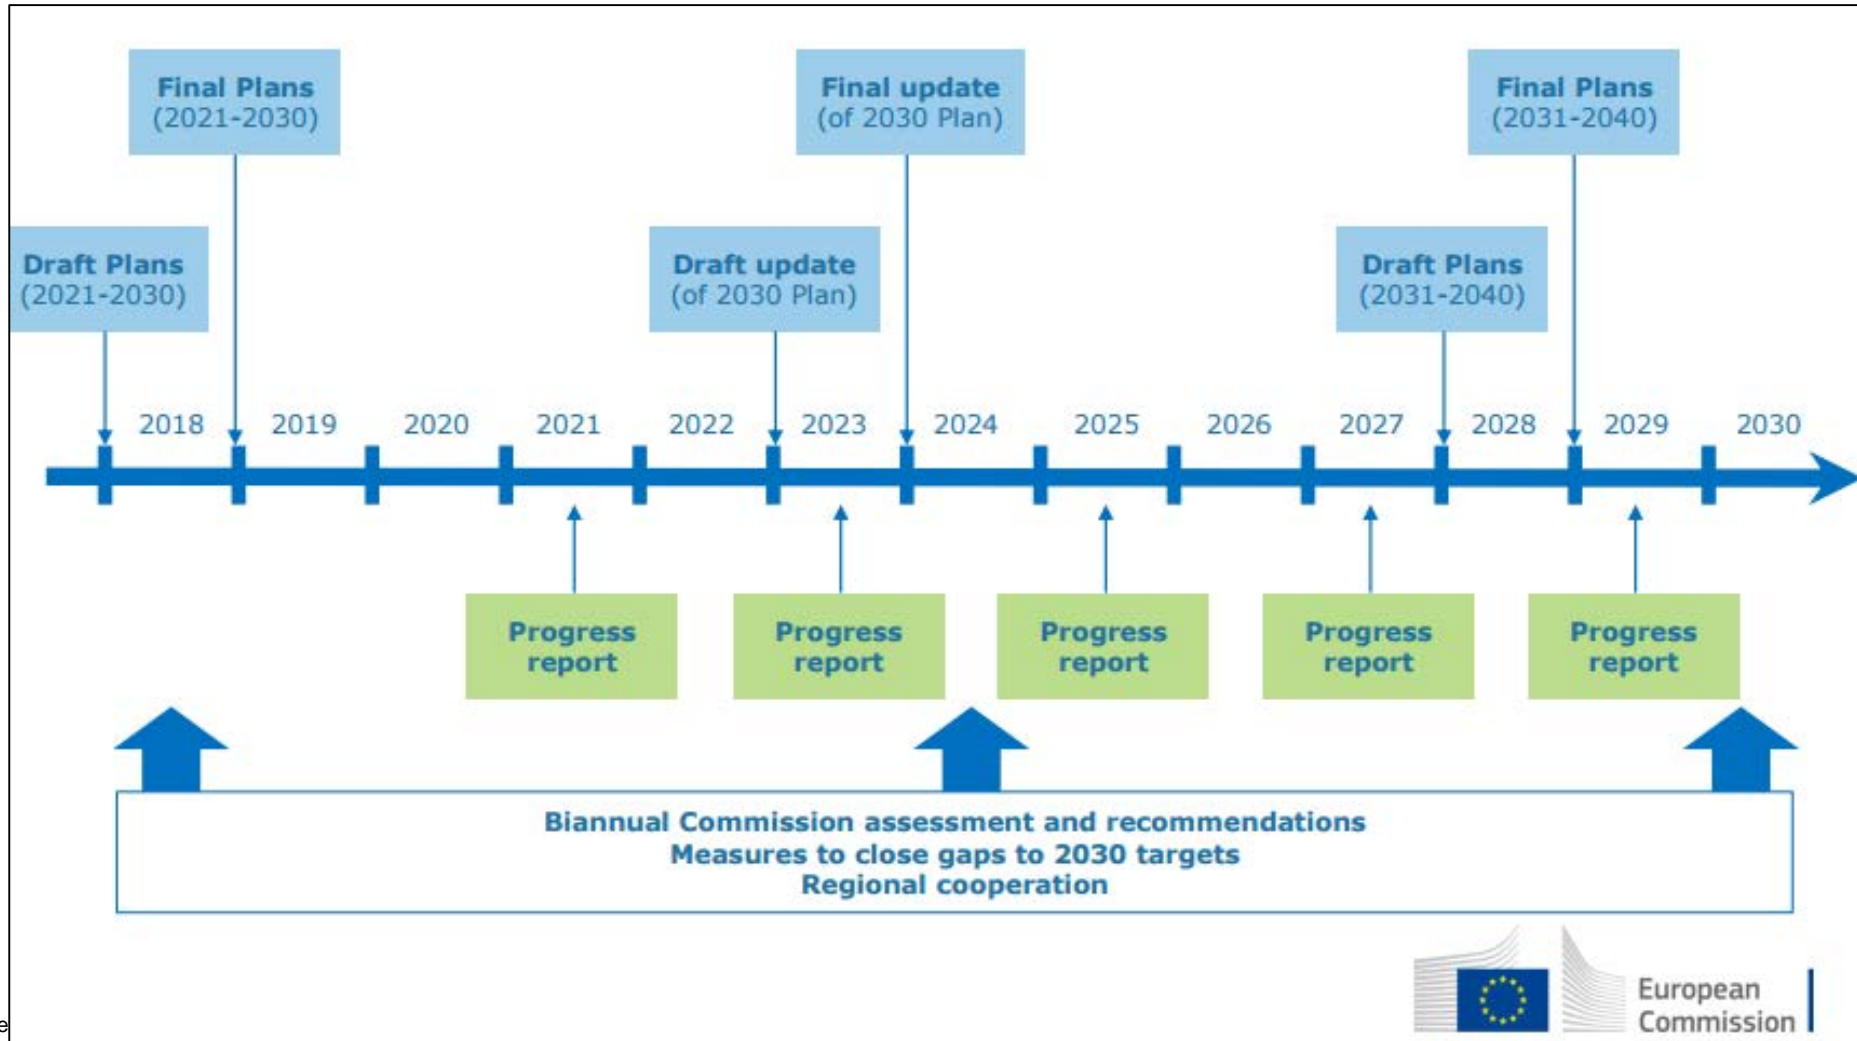 Final Plans
(2021-2030)
Final update
(of 2030 Plan)
Final Plans
(2031-2040)
Draft Plans
(2021-2030)
Draft update
(of 2030 Plan)
Draft Plans
(2031-2040)
2018 2019 2020 2021 2022 2023 2024 2025 2026 2027 2028 2029 2030
Progress
report
Progress
report
Progress
report
Progress
report
Progress
report
Biannual Commission assessment and recommendations
Measures to close gaps to 2030 targets
Regional cooperation
European
Commission
e